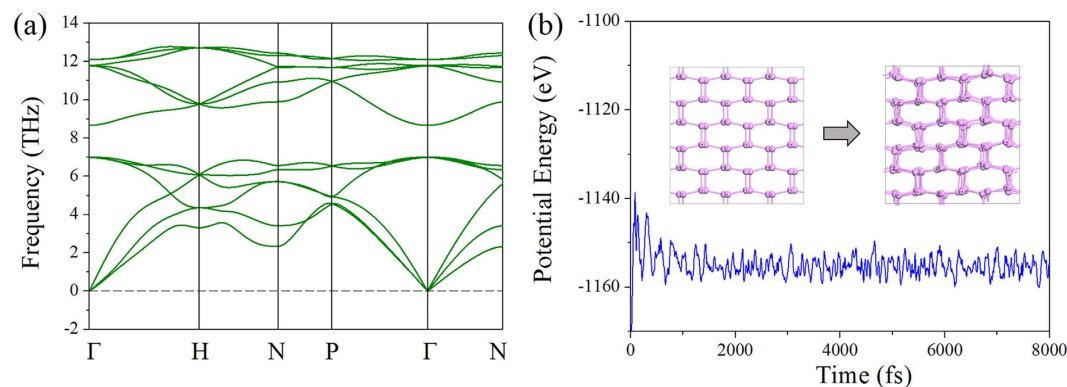 (a)
Frequency (THz)
14
12
10
8
6
4
2
0
-2
Γ H N P Γ N
(b)
Potential Energy (eV)
-1100
-1120
-1140
-1160
0 2000 4000 6000 8000
Time (fs)